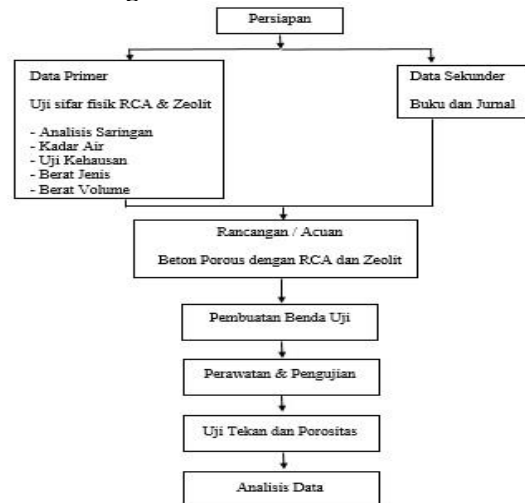 Persiapan
Data Primer
Uji sifar fisik RCA & Zeolit
- Analisis Saringan
- Kadar Air
- Uji Kehausan
- Berat Jenis
- Berat Volume
Data Sekunder
Buku dan Jurnal
Rancangan / Acuan
Beton Porous dengan RCA dan Zeolit
Pembuatan Benda Uji
Perawatan & Pengujian
Uji Tekan dan Porositas
Analisis Data